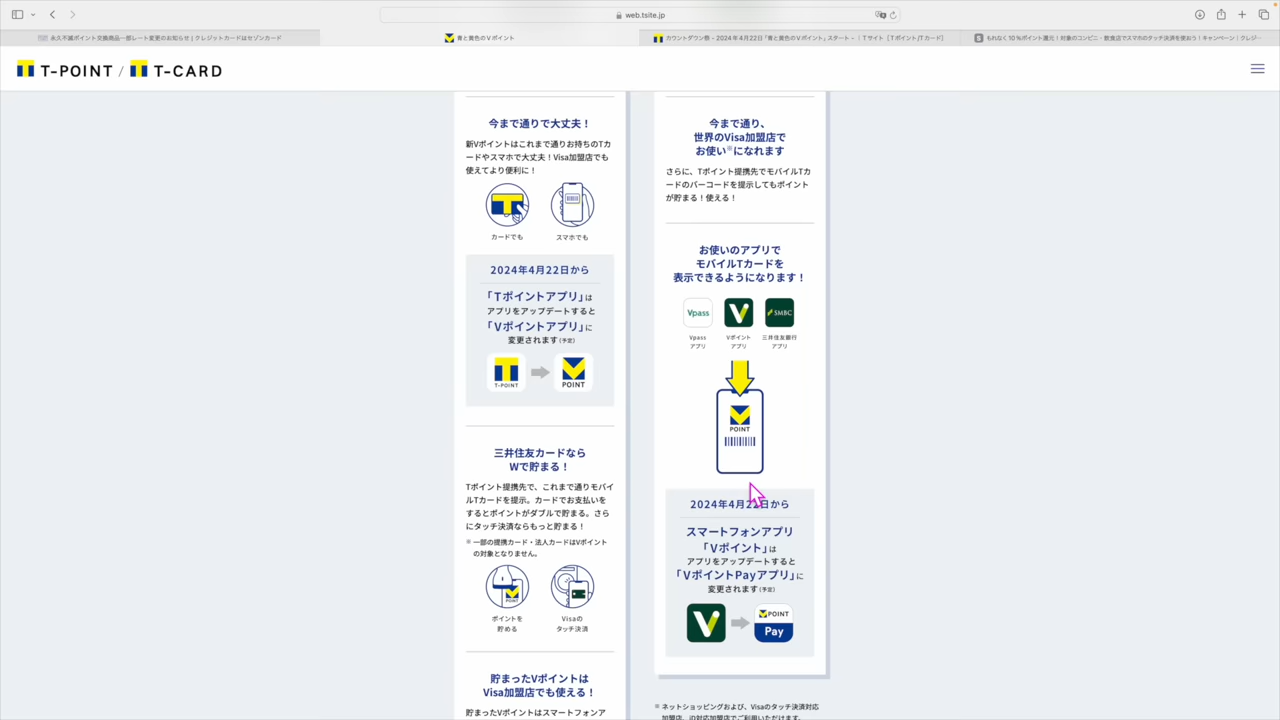 web.tsite.jp
永久不滅ポイント交換商品一部レート変更のお知らせ | クレジットカードはセゾンカード
青と黄色のVポイント
カウントダウン祭 - 2024年4月22日「青と黄色のVポイント」スタート - | Tサイト［Tポイント/Tカード］
S もれなく10%ポイント還元！対象のコンビニ・飲食店でスマホのタッチ決済を使おう！キャンペーン｜クレジ…
T-POINT / T-CARD
今まで通りで大丈夫！
新Vポイントはこれまで通りお持ちのTカ
ードやスマホで大丈夫！Visa加盟店でも
使えてより便利に！
カードでも
スマホでも
2024年4月22日から
「Tポイントアプリ」は
アプリをアップデートすると
「Vポイントアプリ」に
変更されます(予定)
T-POINT
POINT
三井住友カードなら
Wで貯まる！
Tポイント提携先で、これまで通りモバイ
ルTカードを提示。カードでお支払いを
するとポイントがダブルで貯まる。さら
にタッチ決済ならもっと貯まる！
※ 一部の提携カード・法人カードはVポイント
の対象となりません。
POINT
ポイントを
貯める
Visaの
タッチ決済
貯まったVポイントは
Visa加盟店でも使える！
貯まったVポイントはスマートフォンア
今まで通り、
世界のVisa加盟店で
お使い※になれます
さらに、Tポイント提携先でモバイルTカ
ードのバーコードを提示してもポイント
が貯まる！使える！
お使いのアプリで
モバイルTカードを
表示できるようになります！
Vpass
V
SMBC
Vpass
アプリ
Vポイント
アプリ
三井住友銀行
アプリ
POINT
2024年4月22日から
スマートフォンアプリ
「Vポイント」は
アプリをアップデートすると
「VポイントPayアプリ」に
変更されます(予定)
V
POINT
Pay
※ ネットショッピングおよび、Visaのタッチ決済対応
加盟店、iD対応加盟店でご利用いただけます。